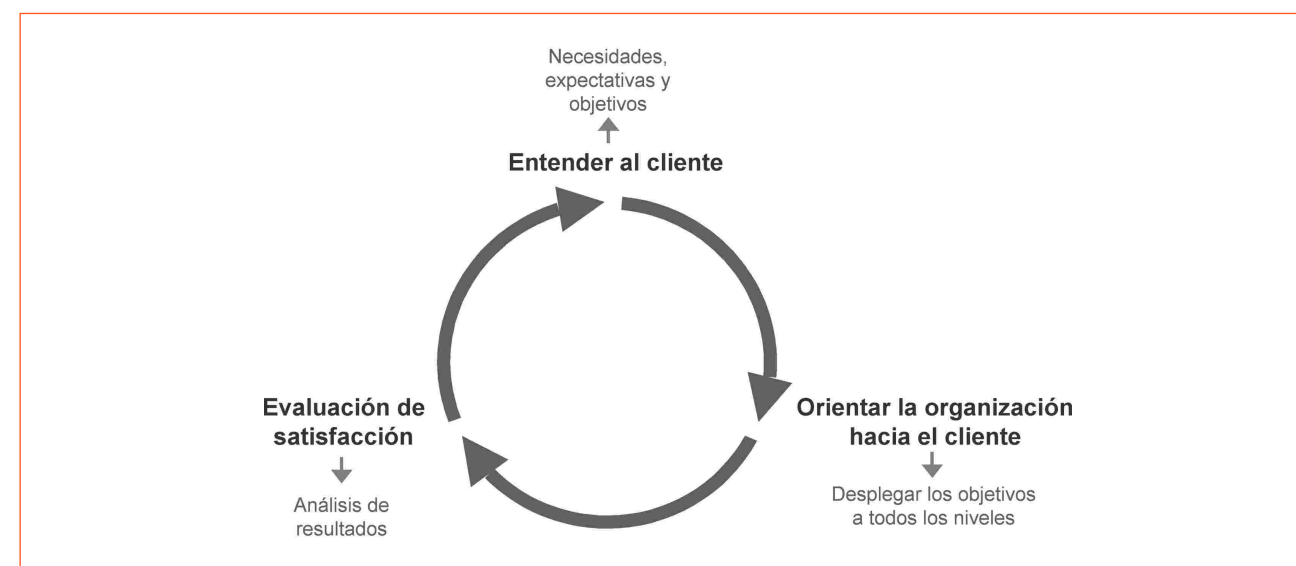 Necesidades,
expectativas y
objetivos
Entender al cliente
Orientar la organización
hacia el cliente
Desplegar los objetivos
a todos los niveles
Evaluación de
satisfacción
Análisis de
resultados